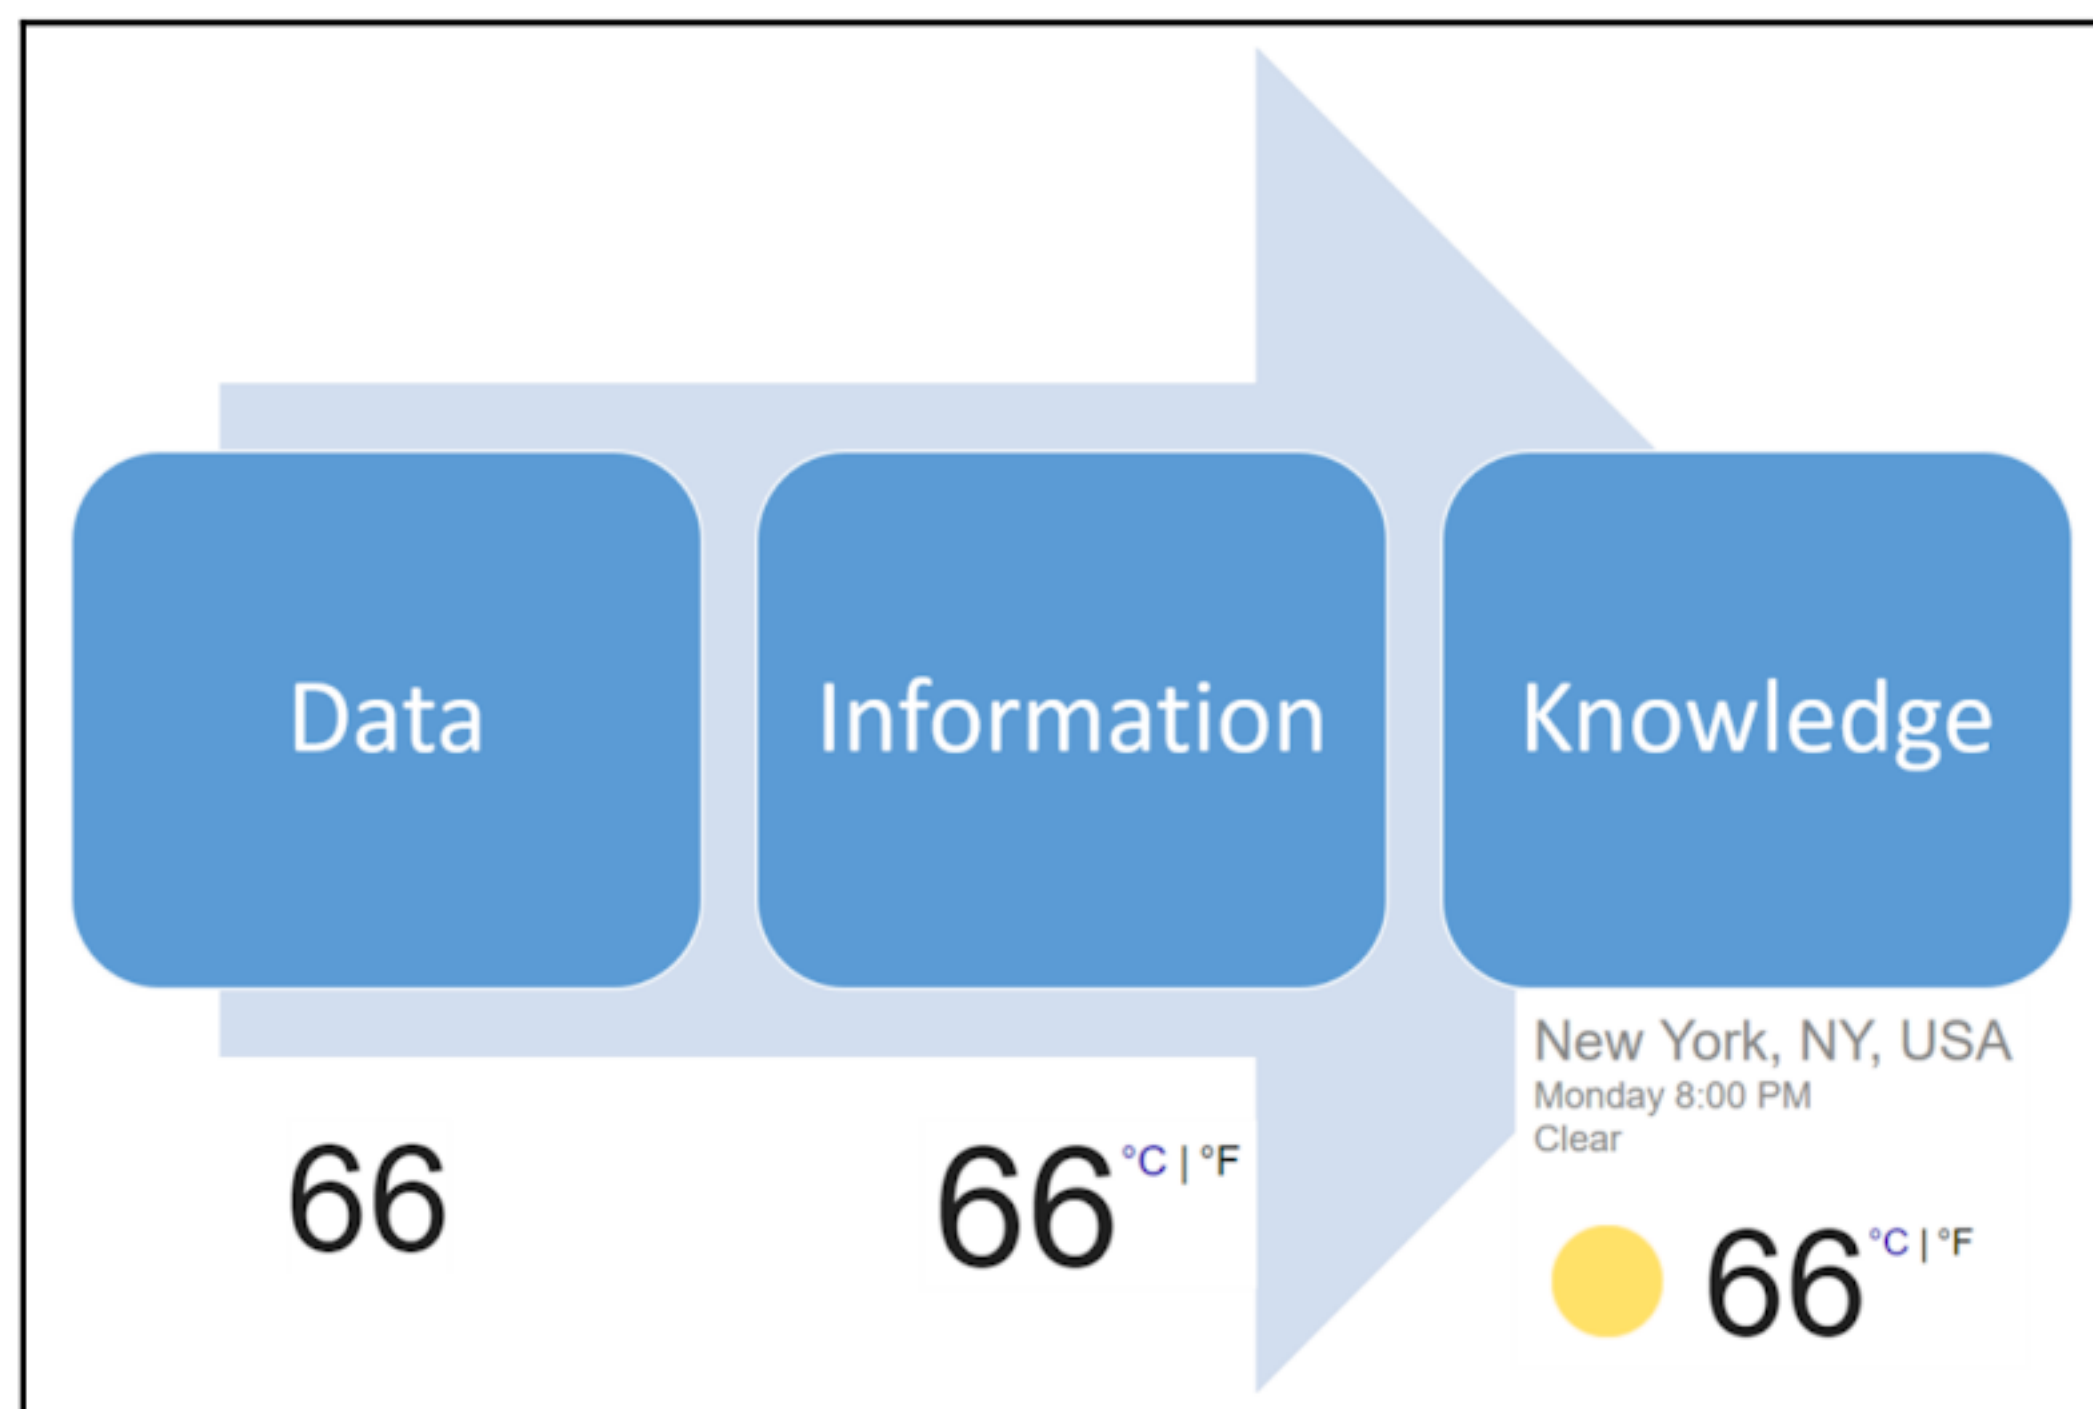 Data
Information
Knowledge
66
66 °C | °F
New York, NY, USA
Monday 8:00 PM
Clear
66 °C | °F